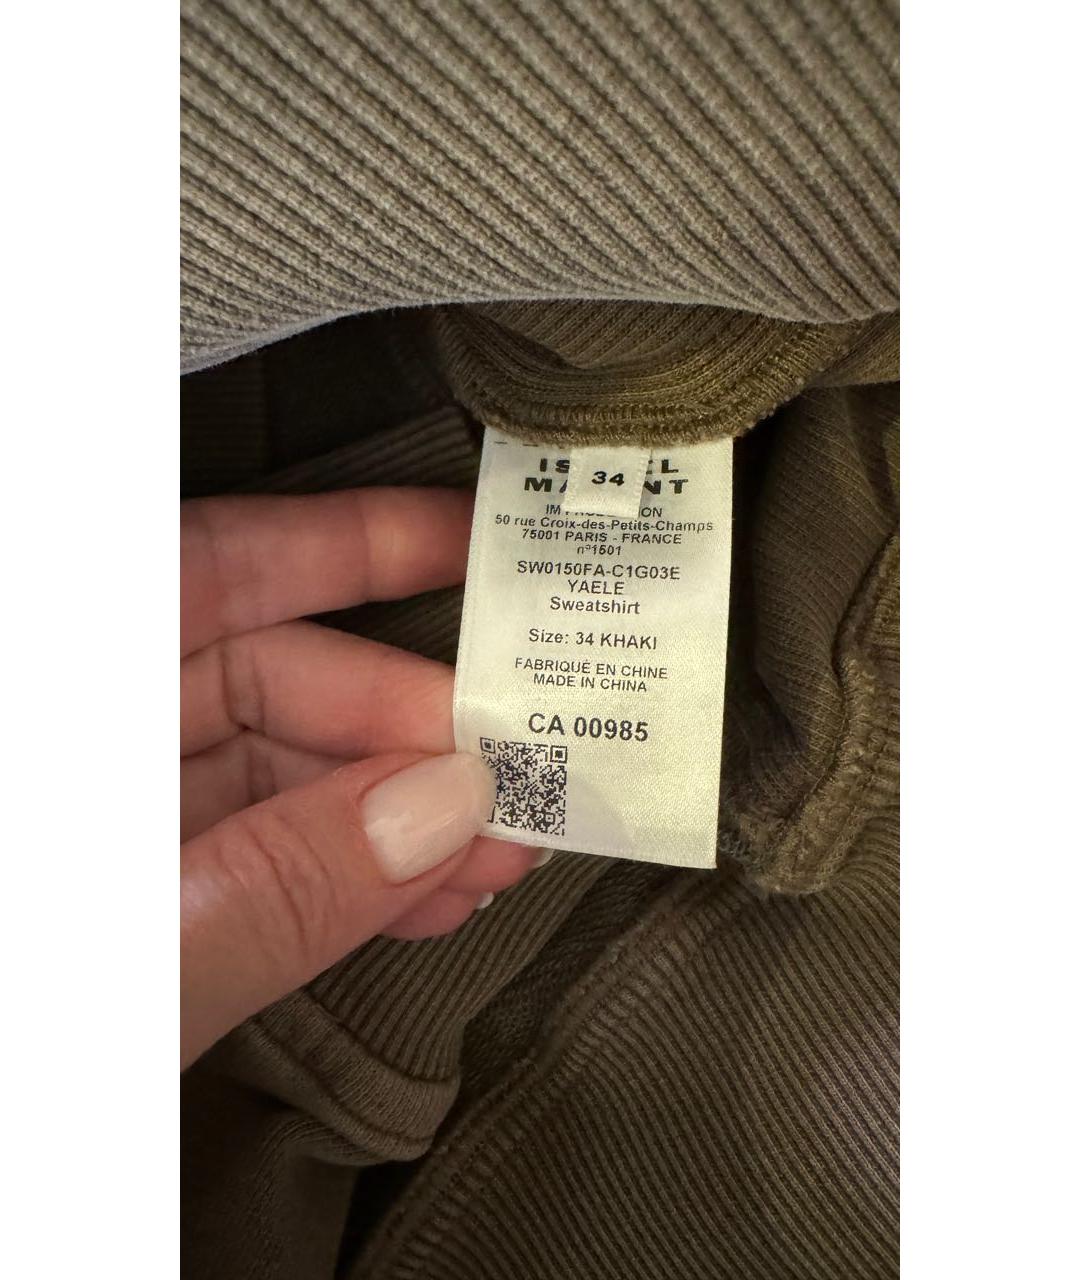 34
50 rue Croix-des-Petits-Champs
75001 PARIS - FRANCE
n°1501
SW0150FA-C1G03E
YAELE
Sweatshirt
Size: 34 KHAKI
FABRIQUÉ EN CHINE
MADE IN CHINA
CA 00985